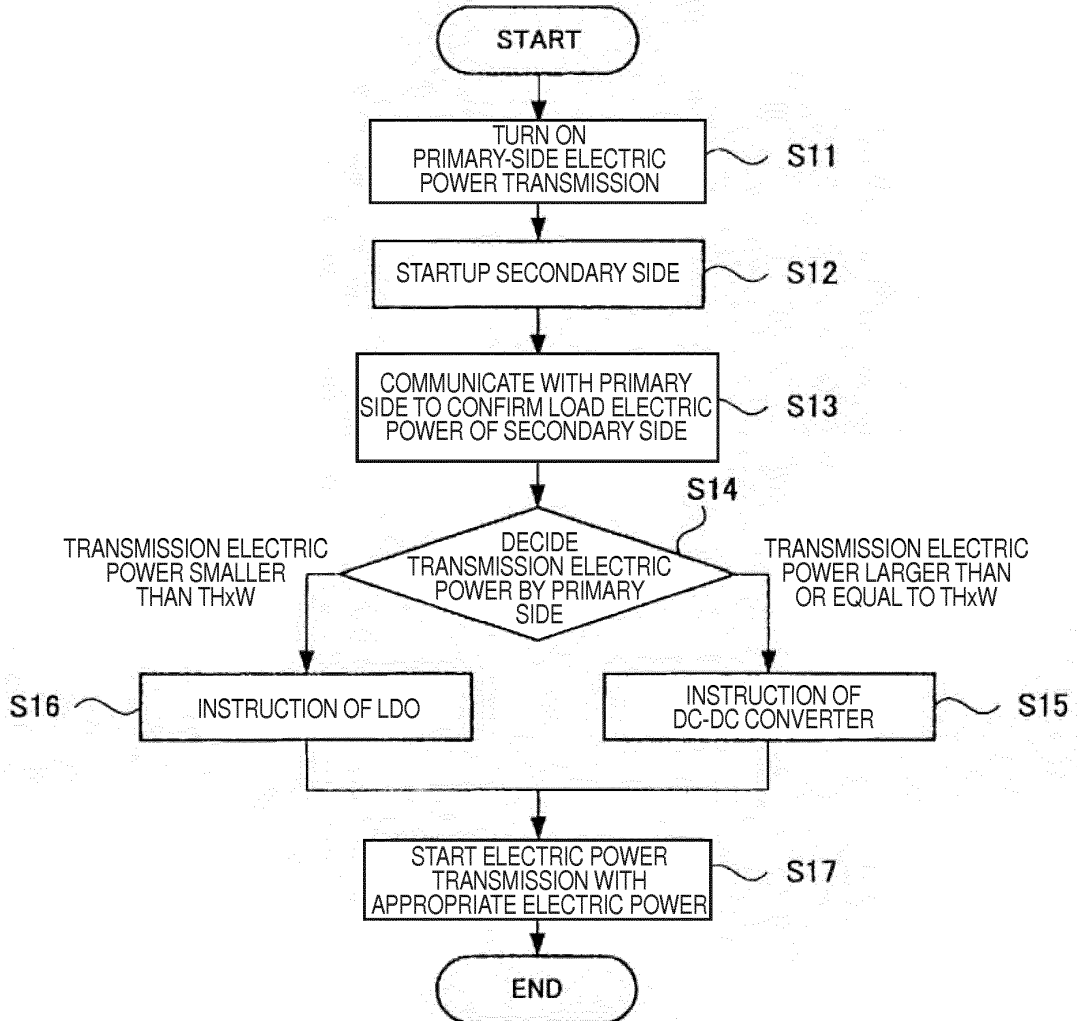 START
TURN ON
PRIMARY-SIDE ELECTRIC
POWER TRANSMISSION
S11
STARTUP SECONDARY SIDE
S12
COMMUNICATE WITH PRIMARY
SIDE TO CONFIRM LOAD ELECTRIC
POWER OF SECONDARY SIDE
S13
S14
DECIDE
TRANSMISSION ELECTRIC
POWER BY PRIMARY
SIDE
TRANSMISSION ELECTRIC
POWER SMALLER
THAN THxW
TRANSMISSION ELECTRIC
POWER LARGER THAN
OR EQUAL TO THxW
S16
INSTRUCTION OF LDO
INSTRUCTION OF
DC-DC CONVERTER
S15
START ELECTRIC POWER
TRANSMISSION WITH
APPROPRIATE ELECTRIC POWER
S17
END